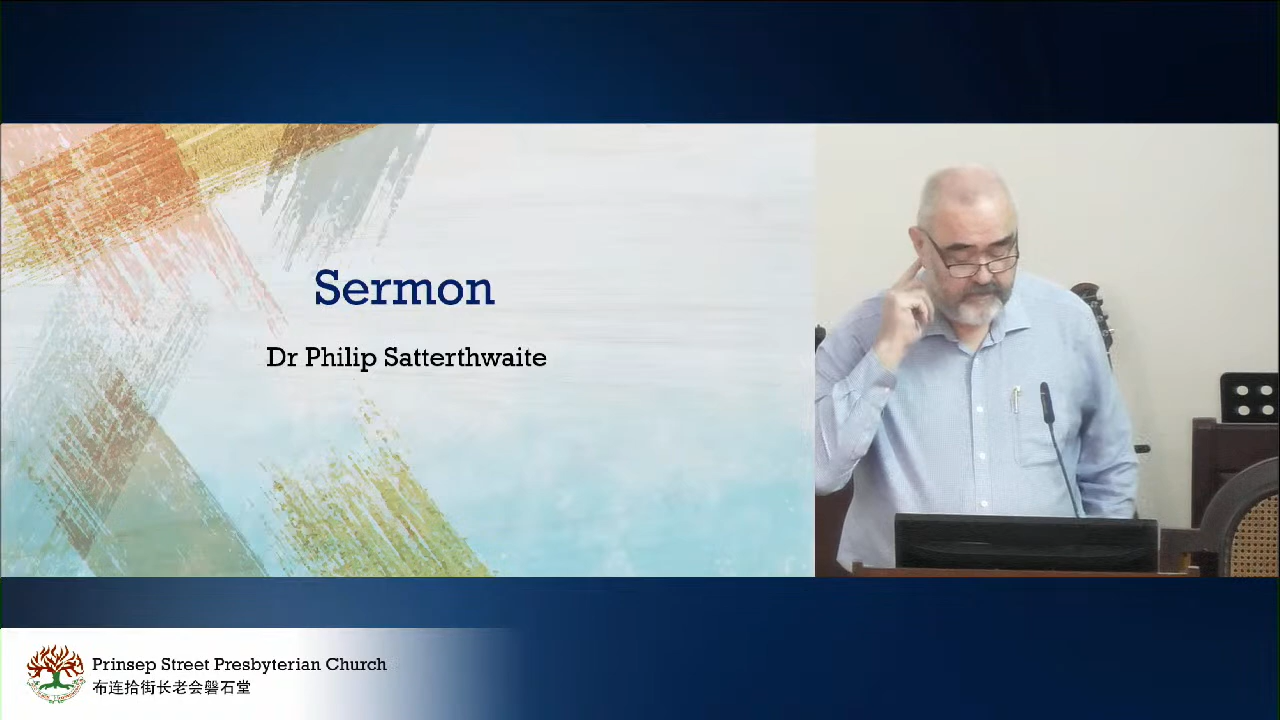 Sermon
Dr Philip Satterthwaite
Prinsep Street Presbyterian Church
布连拾街长老会磐石堂